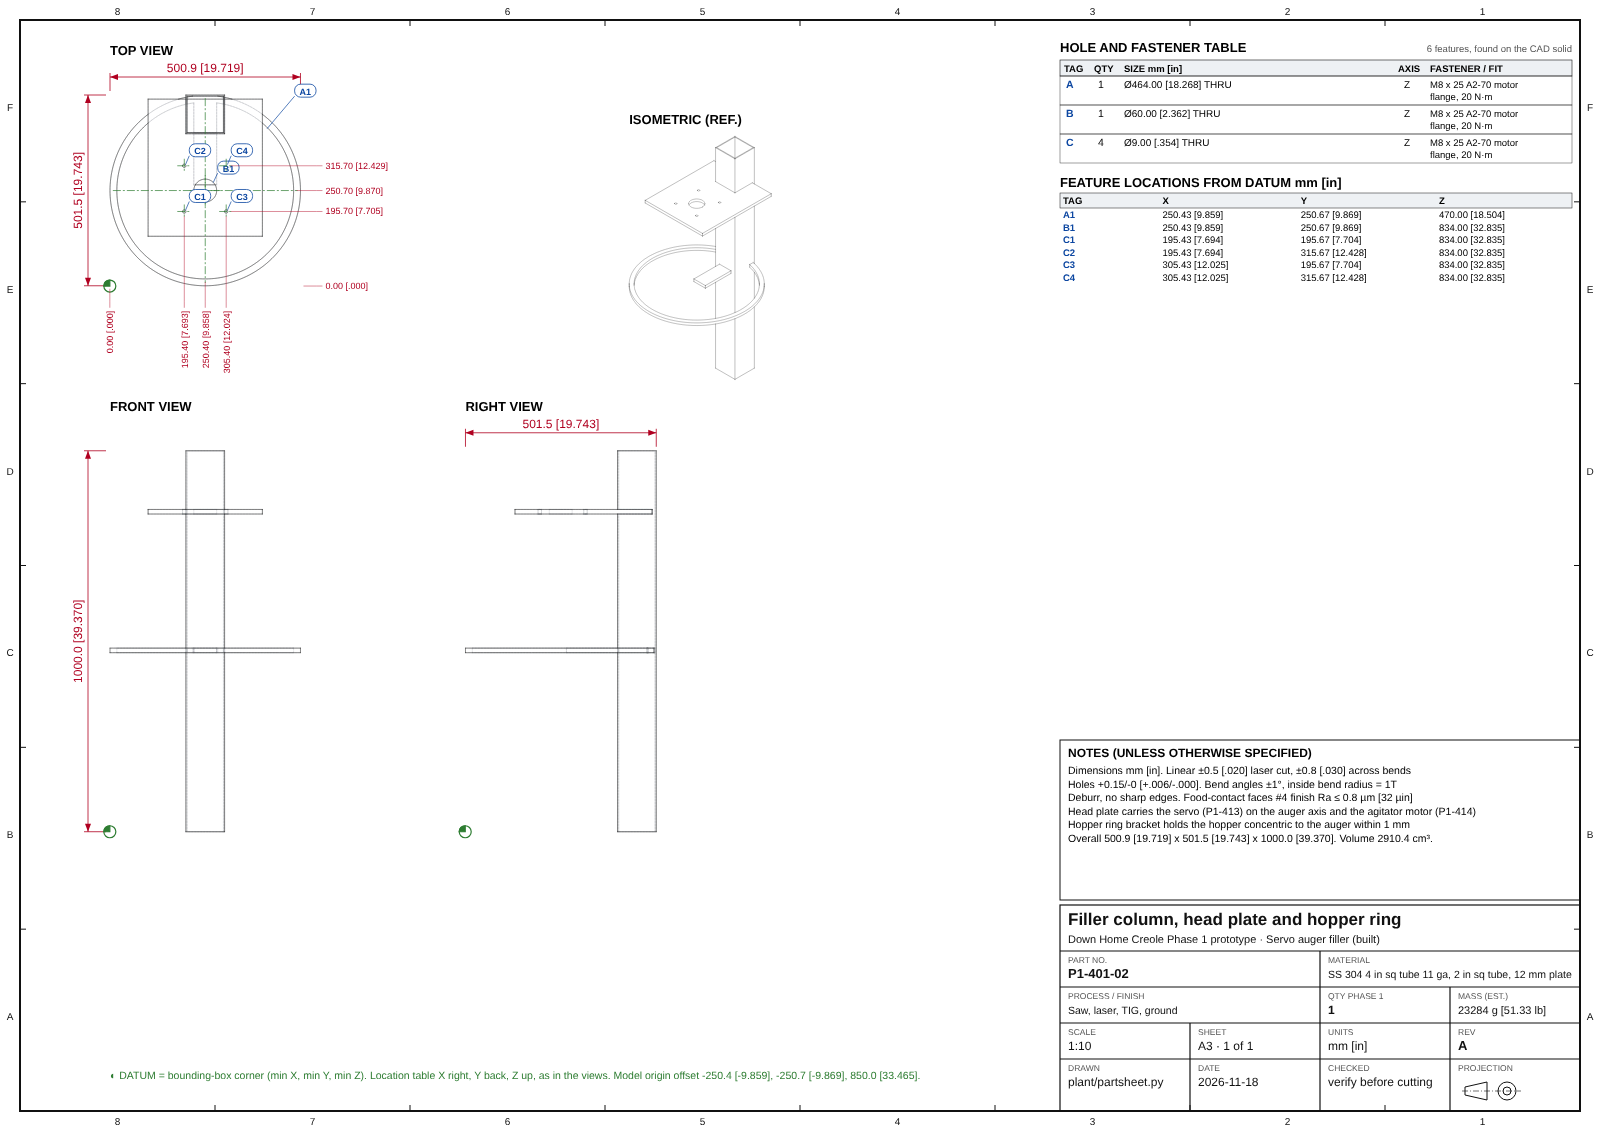 8 7 6 5 4 3 2 1
F
E
D
C
B
A
TOP VIEW
500.9 [19.719]
501.5 [19.743]
A1
C2
C4
B1
C1
C3
315.70 [12.429]
250.70 [9.870]
195.70 [7.705]
0.00 [.000]
0.00 [.000]
195.40 [7.693]
250.40 [9.858]
305.40 [12.024]
ISOMETRIC (REF.)
FRONT VIEW
1000.0 [39.370]
RIGHT VIEW
501.5 [19.743]
HOLE AND FASTENER TABLE
6 features, found on the CAD solid
TAG QTY SIZE mm [in] AXIS FASTENER / FIT
A 1 Ø464.00 [18.268] THRU Z M8 x 25 A2-70 motor
flange, 20 N·m
B 1 Ø60.00 [2.362] THRU Z M8 x 25 A2-70 motor
flange, 20 N·m
C 4 Ø9.00 [.354] THRU Z M8 x 25 A2-70 motor
flange, 20 N·m
FEATURE LOCATIONS FROM DATUM mm [in]
TAG X Y Z
A1 250.43 [9.859] 250.67 [9.869] 470.00 [18.504]
B1 250.43 [9.859] 250.67 [9.869] 834.00 [32.835]
C1 195.43 [7.694] 195.67 [7.704] 834.00 [32.835]
C2 195.43 [7.694] 315.67 [12.428] 834.00 [32.835]
C3 305.43 [12.025] 195.67 [7.704] 834.00 [32.835]
C4 305.43 [12.025] 315.67 [12.428] 834.00 [32.835]
NOTES (UNLESS OTHERWISE SPECIFIED)
Dimensions mm [in]. Linear ±0.5 [.020] laser cut, ±0.8 [.030] across bends
Holes +0.15/-0 [+.006/-.000]. Bend angles ±1°, inside bend radius = 1T
Deburr, no sharp edges. Food-contact faces #4 finish Ra ≤ 0.8 µm [32 µin]
Head plate carries the servo (P1-413) on the auger axis and the agitator motor (P1-414)
Hopper ring bracket holds the hopper concentric to the auger within 1 mm
Overall 500.9 [19.719] x 501.5 [19.743] x 1000.0 [39.370]. Volume 2910.4 cm³.
Filler column, head plate and hopper ring
Down Home Creole Phase 1 prototype · Servo auger filler (built)
PART NO. MATERIAL
P1-401-02 SS 304 4 in sq tube 11 ga, 2 in sq tube, 12 mm plate
PROCESS / FINISH QTY PHASE 1 MASS (EST.)
Saw, laser, TIG, ground 1 23284 g [51.33 lb]
SCALE SHEET UNITS REV
1:10 A3 · 1 of 1 mm [in] A
DRAWN DATE CHECKED PROJECTION
plant/partsheet.py 2026-11-18 verify before cutting
DATUM = bounding-box corner (min X, min Y, min Z). Location table X right, Y back, Z up, as in the views. Model origin offset -250.4 [-9.859], -250.7 [-9.869], 850.0 [33.465].
F
E
D
C
B
A
8 7 6 5 4 3 2 1